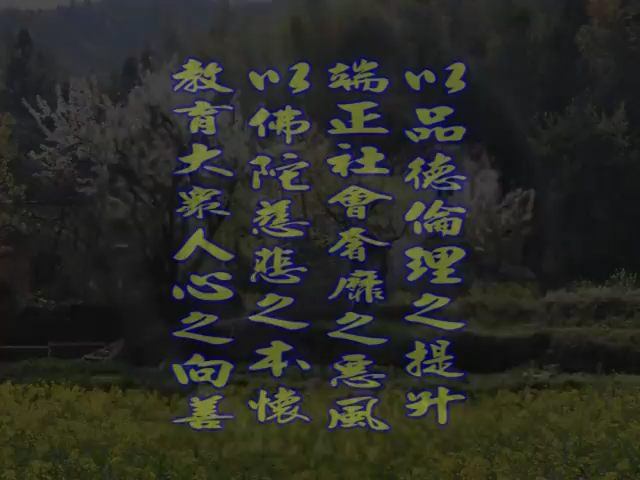 以品德倫理之提升
端正社會奢靡之惡風
以佛陀慈悲之本懷
教育大眾人心之向善